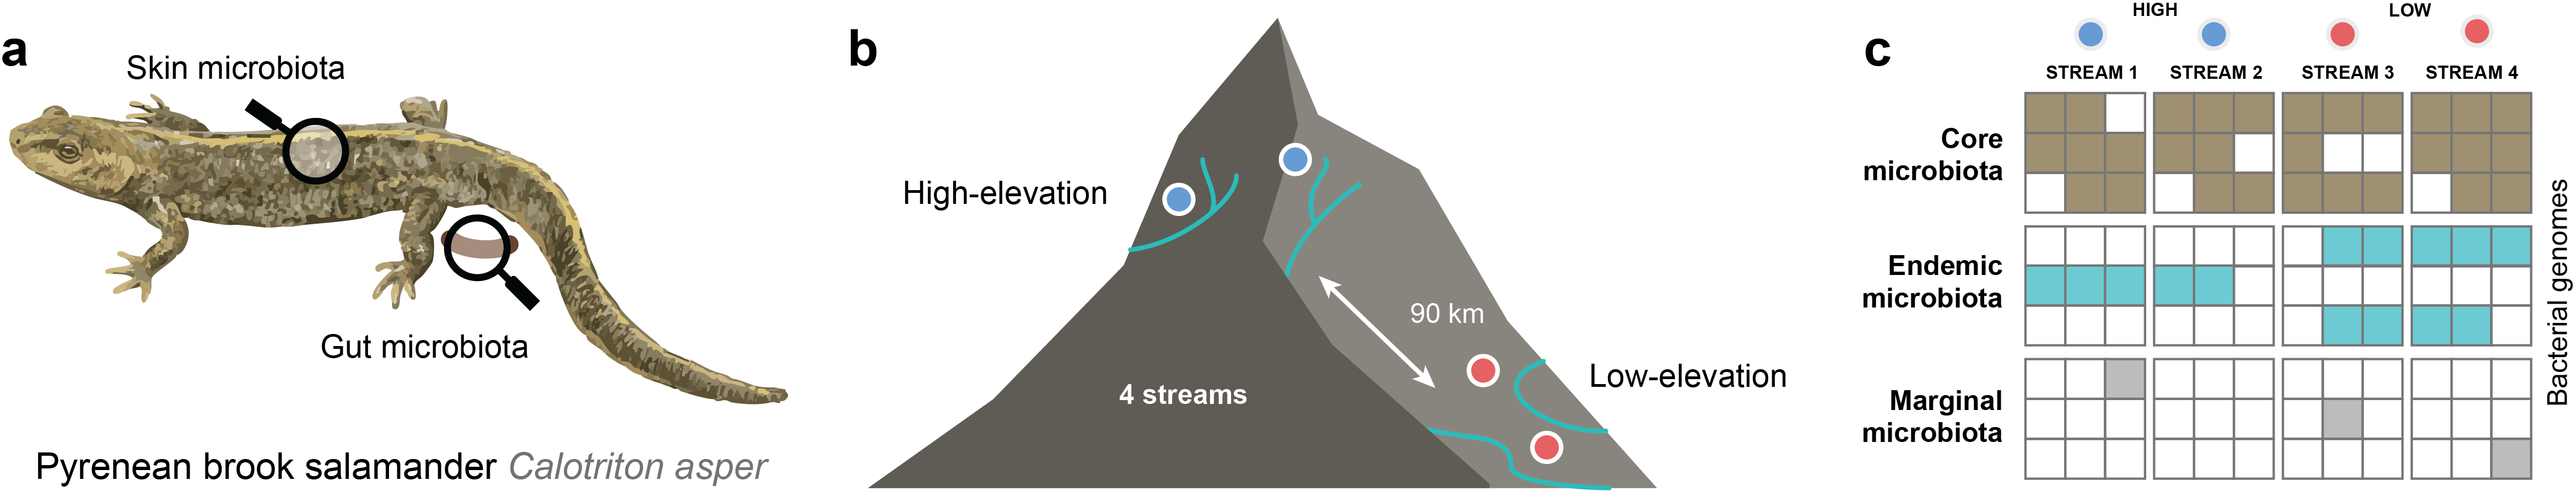 a
Skin microbiota
Gut microbiota
Pyrenean brook salamander Calotriton asper
b
High-elevation
90 km
Low-elevation
4 streams
c
HIGH
LOW
STREAM 1
STREAM 2
STREAM 3
STREAM 4
Core
microbiota
Endemic
microbiota
Marginal
microbiota
Bacterial genomes